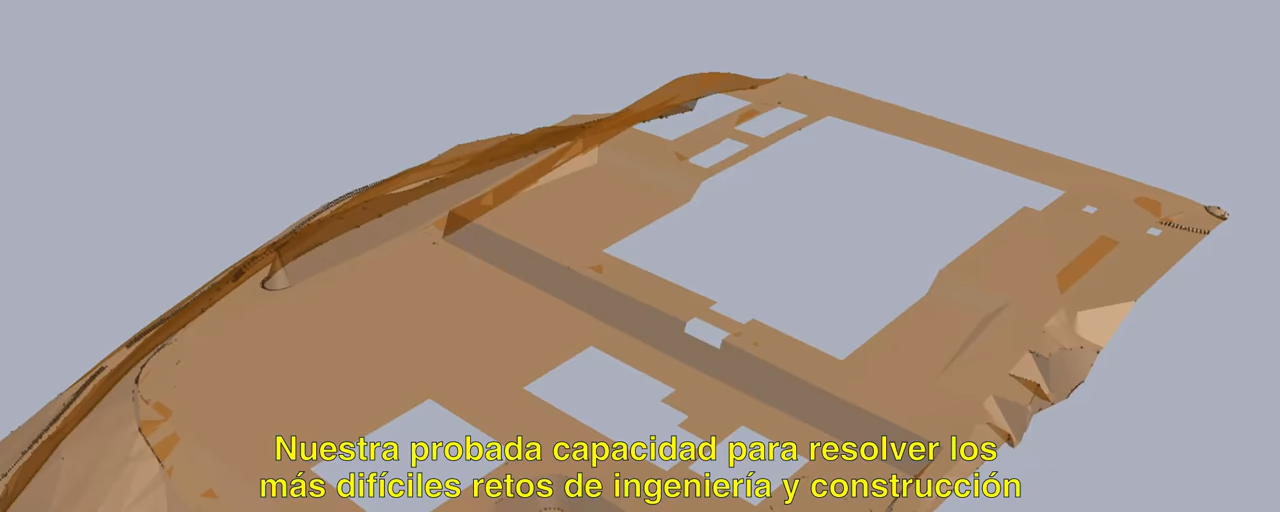 Nuestra probada capacidad para resolver los
más difíciles retos de ingeniería y construcción